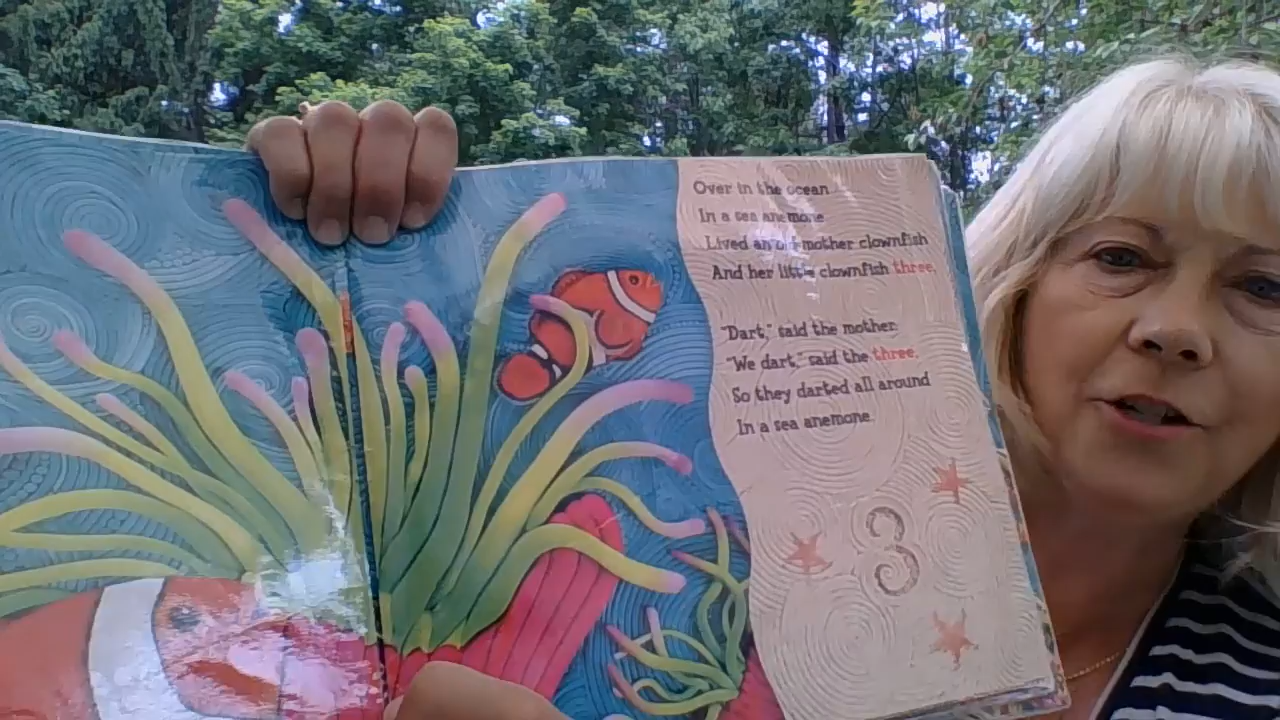 Over in the ocean
In a sea anemone
Lived an old mother clownfish
And her little clownfish three.
"Dart," said the mother.
"We dart," said the three.
So they darted all around
In a sea anemone.
3